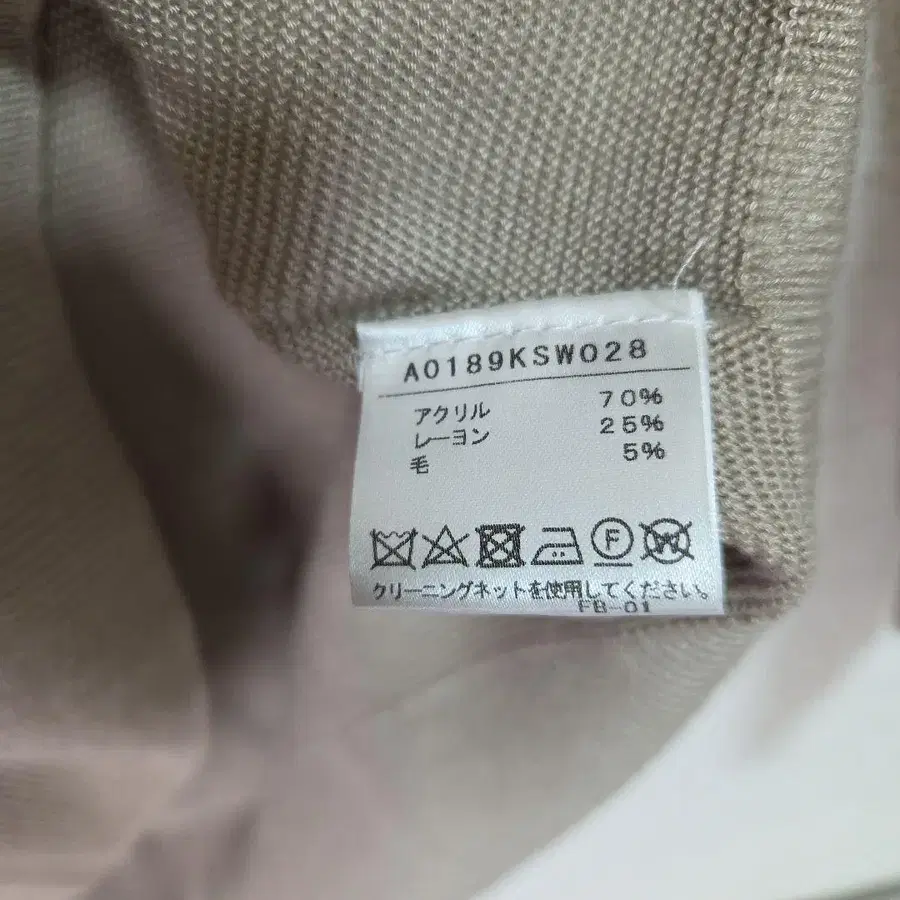 A0189KSW028
アクリル 70%
レーヨン 25%
毛 5%
F W
クリーニングネットを使用してください。
FB-01